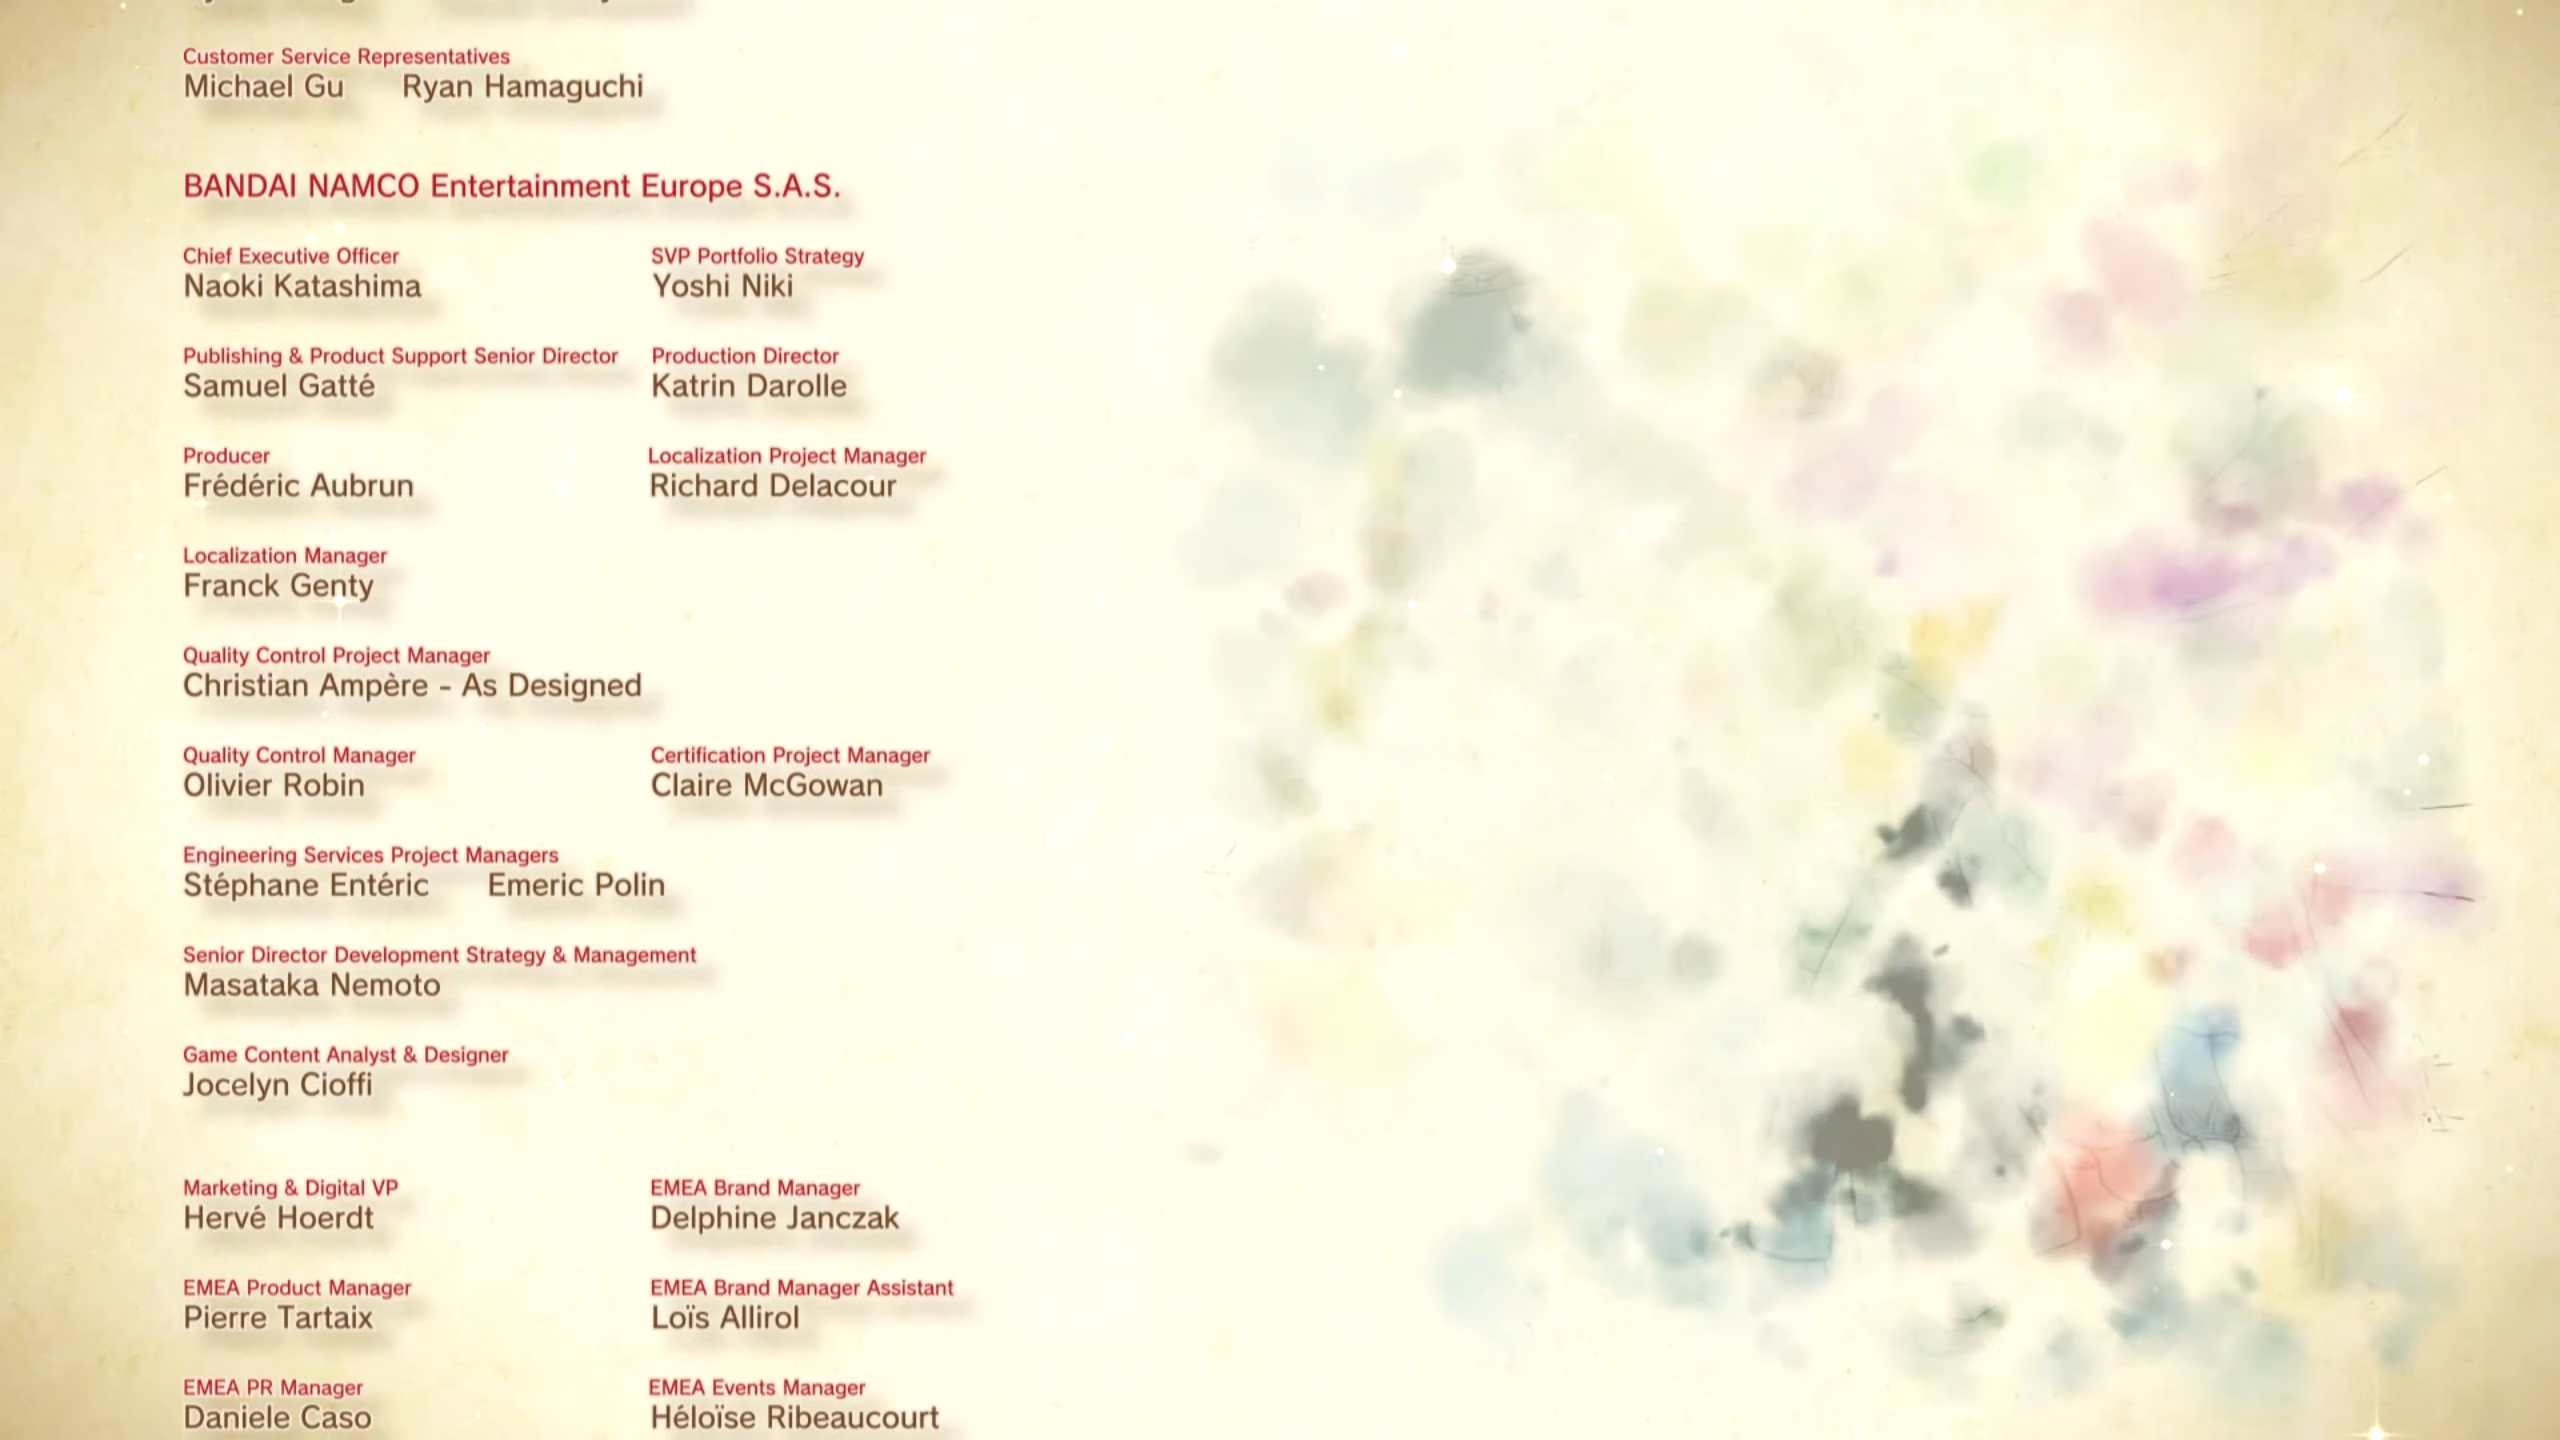 Customer Service Representatives
Michael Gu Ryan Hamaguchi
BANDAI NAMCO Entertainment Europe S.A.S.
Chief Executive Officer SVP Portfolio Strategy
Naoki Katashima Yoshi Niki
Publishing & Product Support Senior Director Production Director
Samuel Gatté Katrin Darolle
Producer Localization Project Manager
Frédéric Aubrun Richard Delacour
Localization Manager
Franck Genty
Quality Control Project Manager
Christian Ampère - As Designed
Quality Control Manager Certification Project Manager
Olivier Robin Claire McGowan
Engineering Services Project Managers
Stéphane Entéric Emeric Polin
Senior Director Development Strategy & Management
Masataka Nemoto
Game Content Analyst & Designer
Jocelyn Cioffi
Marketing & Digital VP EMEA Brand Manager
Hervé Hoerdt Delphine Janczak
EMEA Product Manager EMEA Brand Manager Assistant
Pierre Tartaix Loïs Allirol
EMEA PR Manager EMEA Events Manager
Daniele Caso Héloïse Ribeaucourt